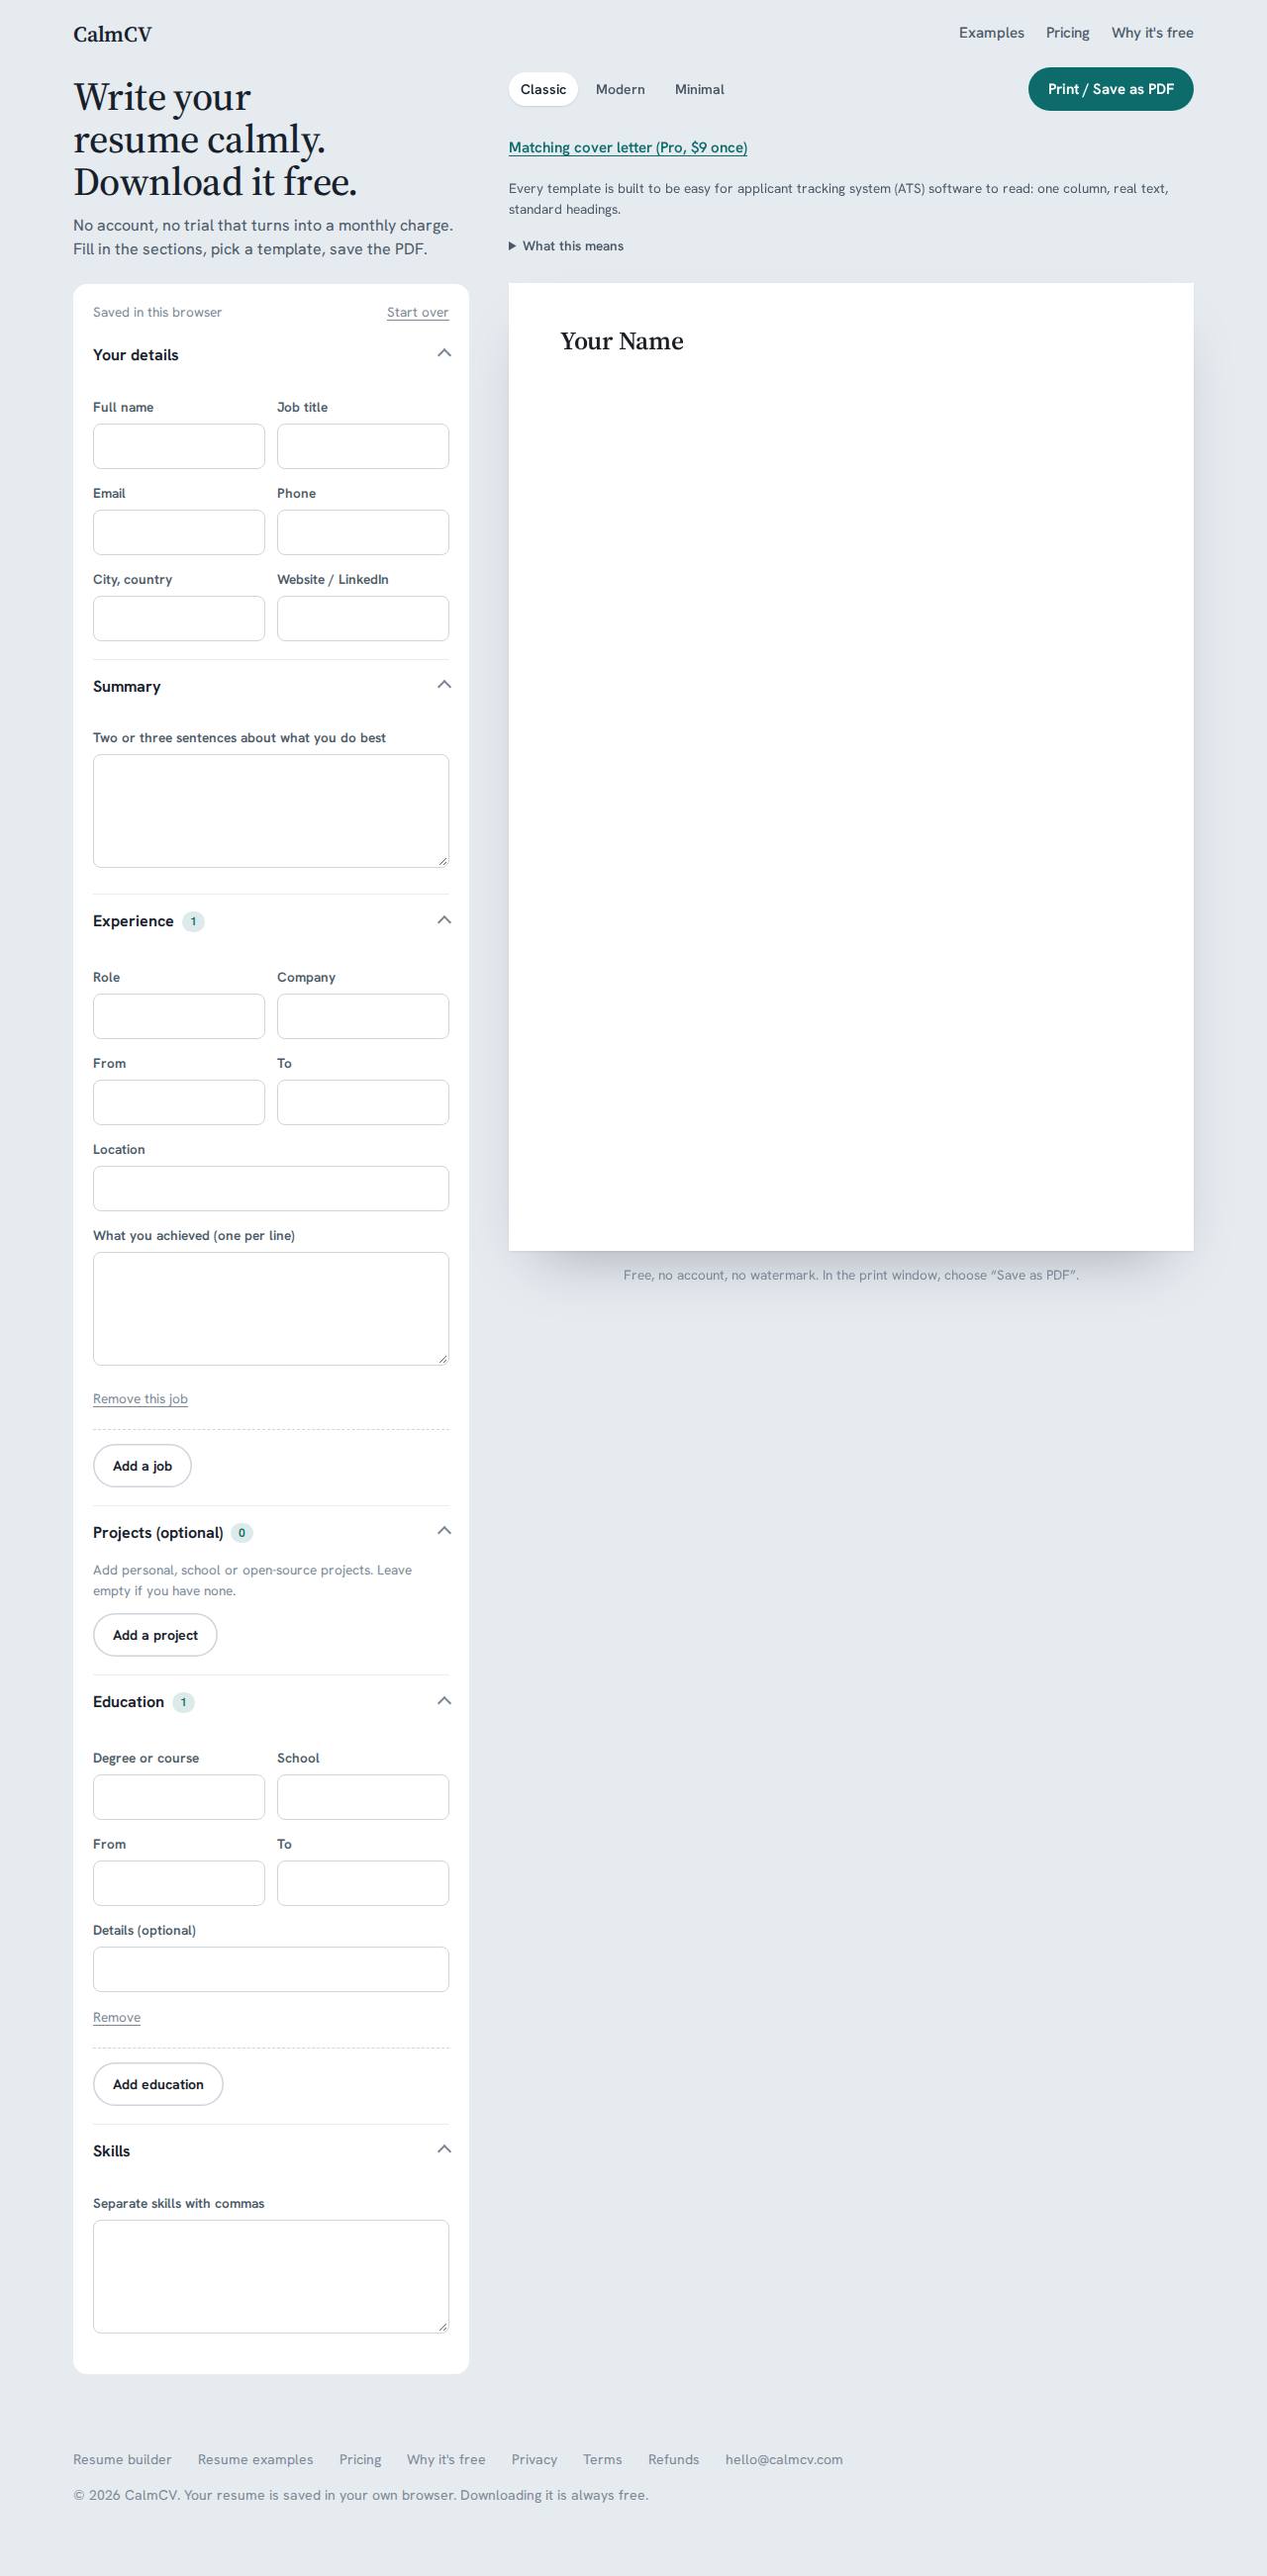 CalmCV
Examples Pricing Why it's free
Write your
resume calmly.
Download it free.
No account, no trial that turns into a monthly charge.
Fill in the sections, pick a template, save the PDF.
Saved in this browser Start over
Your details
Full name Job title
Email Phone
City, country Website / LinkedIn
Summary
Two or three sentences about what you do best
Experience 1
Role Company
From To
Location
What you achieved (one per line)
Remove this job
Add a job
Projects (optional) 0
Add personal, school or open-source projects. Leave
empty if you have none.
Add a project
Education 1
Degree or course School
From To
Details (optional)
Remove
Add education
Skills
Separate skills with commas
Classic Modern Minimal Print / Save as PDF
Matching cover letter (Pro, $9 once)
Every template is built to be easy for applicant tracking system (ATS) software to read: one column, real text,
standard headings.
What this means
Your Name
Free, no account, no watermark. In the print window, choose “Save as PDF”.
Resume builder Resume examples Pricing Why it's free Privacy Terms Refunds hello@calmcv.com
© 2026 CalmCV. Your resume is saved in your own browser. Downloading it is always free.